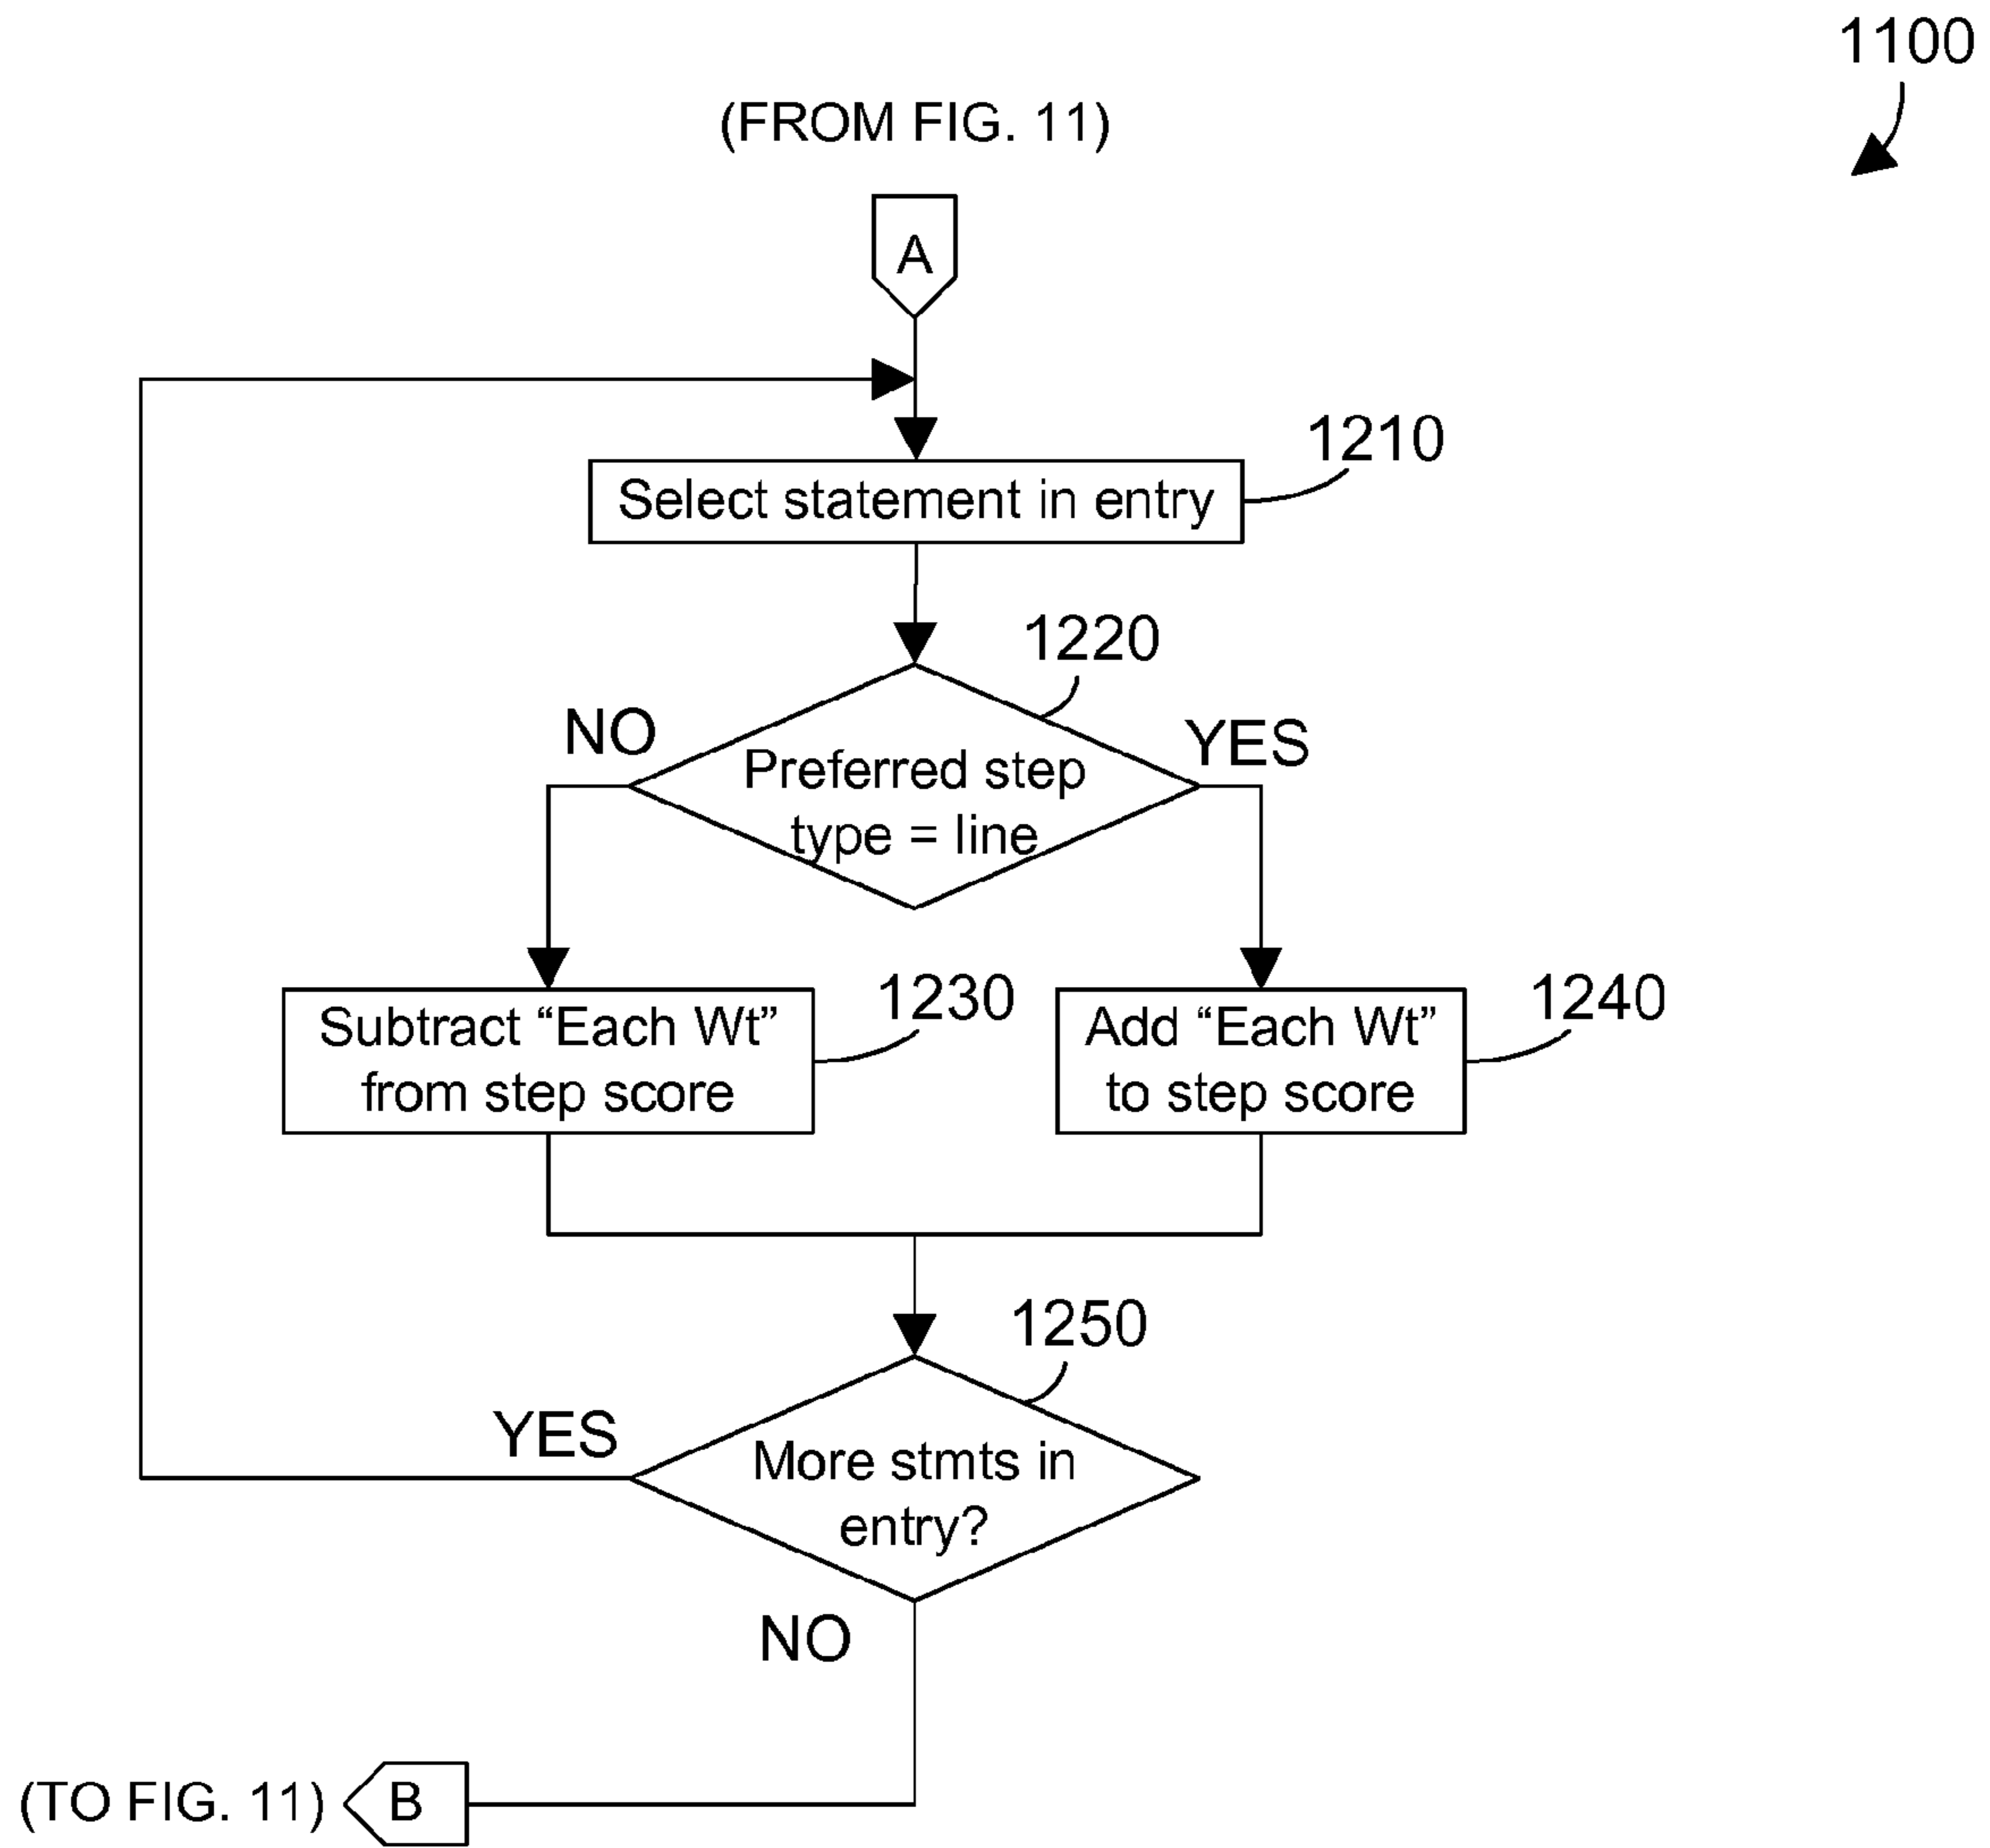 1100
(FROM FIG. 11)
A
1210
Select statement in entry
1220
NO
YES
Preferred step
type = line
1230
1240
Subtract “Each Wt”
from step score
Add “Each Wt”
to step score
1250
YES
More stmts in
entry?
NO
(TO FIG. 11)
B